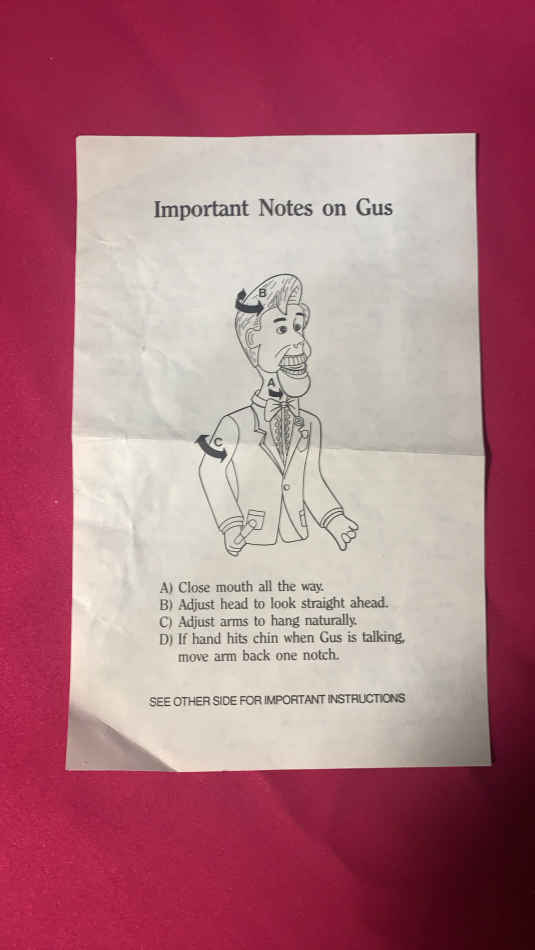 Important Notes on Gus
B
A
C
A) Close mouth all the way.
B) Adjust head to look straight ahead.
C) Adjust arms to hang naturally.
D) If hand hits chin when Gus is talking,
move arm back one notch.
SEE OTHER SIDE FOR IMPORTANT INSTRUCTIONS